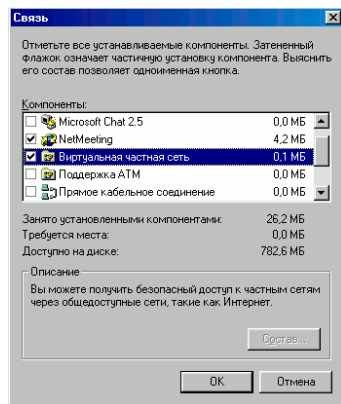 Связь
Отметьте все устанавливаемые компоненты. Затененный
флажок означает частичную установку компонента. Выяснить
его состав позволяет одноименная кнопка.
Компоненты:
Microsoft Chat 2.5 0,0 МБ
NetMeeting 4,2 МБ
Виртуальная частная сеть 0,1 МБ
Поддержка ATM 0,0 МБ
Прямое кабельное соединение 0,0 МБ
Занято установленными компонентами: 26,2 МБ
Требуется места: 0,0 МБ
Доступно на диске: 782,6 МБ
Описание
Вы можете получить безопасный доступ к частным сетям
через общедоступные сети, такие как Интернет.
Состав...
OK Отмена